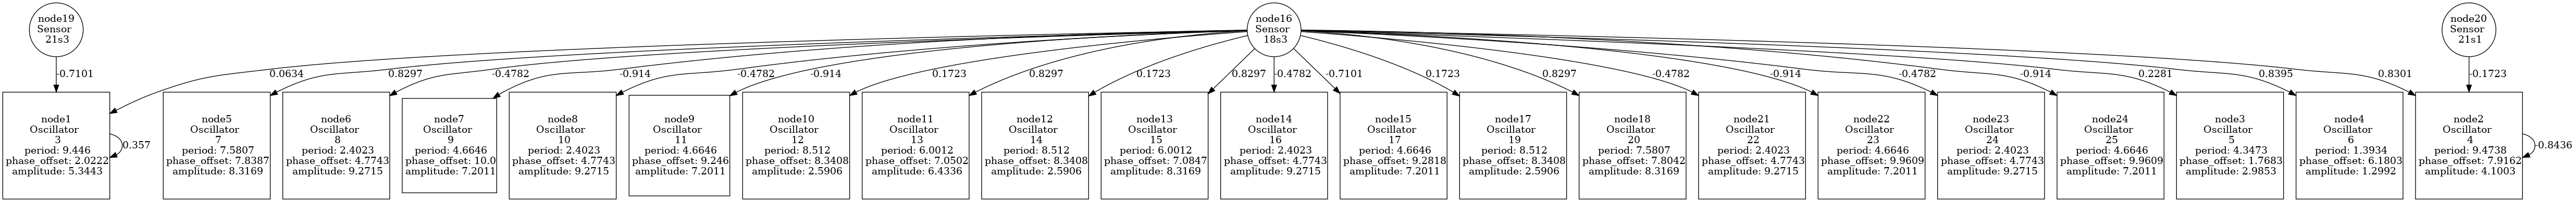 node19
Sensor
21s3
node16
Sensor
18s3
node20
Sensor
21s1
-0.7101
0.0634
0.8297
-0.4782
-0.914
-0.4782
-0.914
0.1723
0.8297
0.1723
0.8297
-0.4782
-0.7101
0.1723
0.8297
-0.4782
-0.914
-0.4782
-0.914
0.2281
0.8395
0.8301
-0.1723
node1
Oscillator
3
period: 9.446
phase_offset: 2.0222
amplitude: 5.3443
0.357
node5
Oscillator
7
period: 7.5807
phase_offset: 7.8387
amplitude: 8.3169
node6
Oscillator
8
period: 2.4023
phase_offset: 4.7743
amplitude: 9.2715
node7
Oscillator
9
period: 4.6646
phase_offset: 10.0
amplitude: 7.2011
node8
Oscillator
10
period: 2.4023
phase_offset: 4.7743
amplitude: 9.2715
node9
Oscillator
11
period: 4.6646
phase_offset: 9.246
amplitude: 7.2011
node10
Oscillator
12
period: 8.512
phase_offset: 8.3408
amplitude: 2.5906
node11
Oscillator
13
period: 6.0012
phase_offset: 7.0502
amplitude: 6.4336
node12
Oscillator
14
period: 8.512
phase_offset: 8.3408
amplitude: 2.5906
node13
Oscillator
15
period: 6.0012
phase_offset: 7.0847
amplitude: 8.3169
node14
Oscillator
16
period: 2.4023
phase_offset: 4.7743
amplitude: 9.2715
node15
Oscillator
17
period: 4.6646
phase_offset: 9.2818
amplitude: 7.2011
node17
Oscillator
19
period: 8.512
phase_offset: 8.3408
amplitude: 2.5906
node18
Oscillator
20
period: 7.5807
phase_offset: 7.8042
amplitude: 8.3169
node21
Oscillator
22
period: 2.4023
phase_offset: 4.7743
amplitude: 9.2715
node22
Oscillator
23
period: 4.6646
phase_offset: 9.9609
amplitude: 7.2011
node23
Oscillator
24
period: 2.4023
phase_offset: 4.7743
amplitude: 9.2715
node24
Oscillator
25
period: 4.6646
phase_offset: 9.9609
amplitude: 7.2011
node3
Oscillator
5
period: 4.3473
phase_offset: 1.7683
amplitude: 2.9853
node4
Oscillator
6
period: 1.3934
phase_offset: 6.1803
amplitude: 1.2992
node2
Oscillator
4
period: 9.4738
phase_offset: 7.9162
amplitude: 4.1003
-0.8436